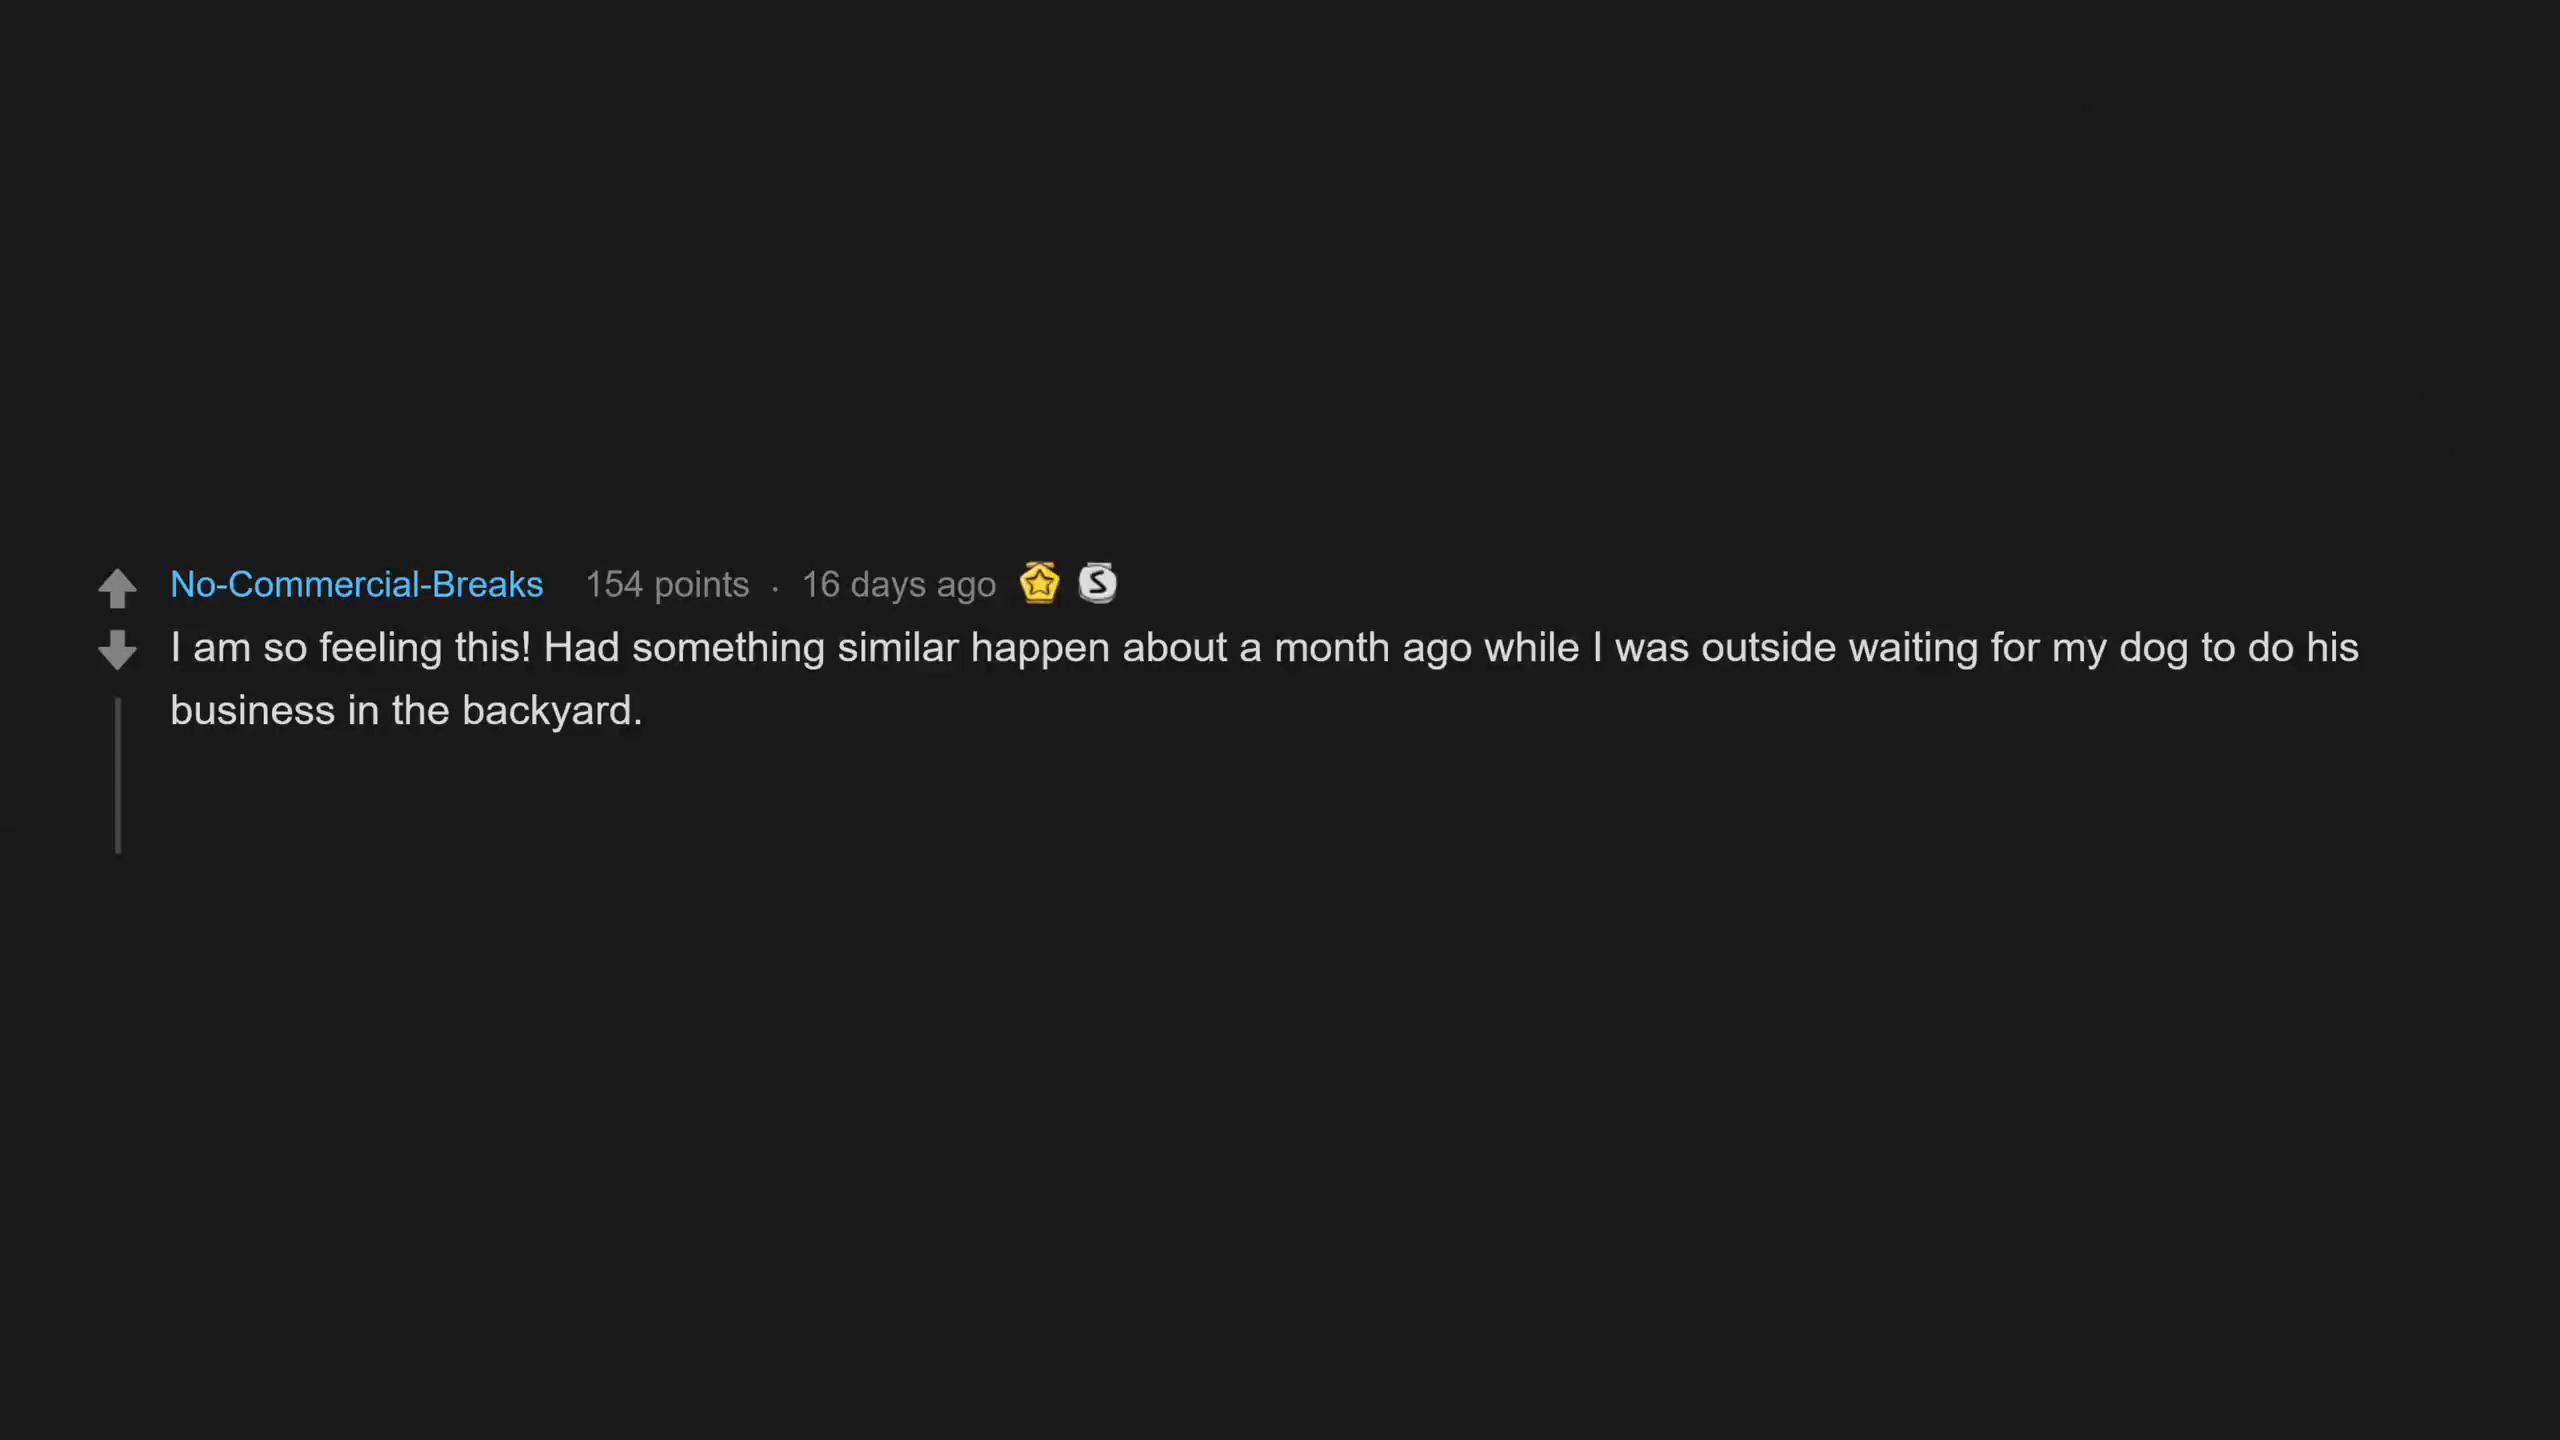 No-Commercial-Breaks 154 points · 16 days ago S
I am so feeling this! Had something similar happen about a month ago while I was outside waiting for my dog to do his
business in the backyard.